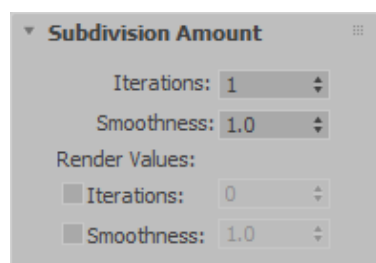 Subdivision Amount
Iterations: 1
Smoothness: 1.0
Render Values:
Iterations: 0
Smoothness: 1.0